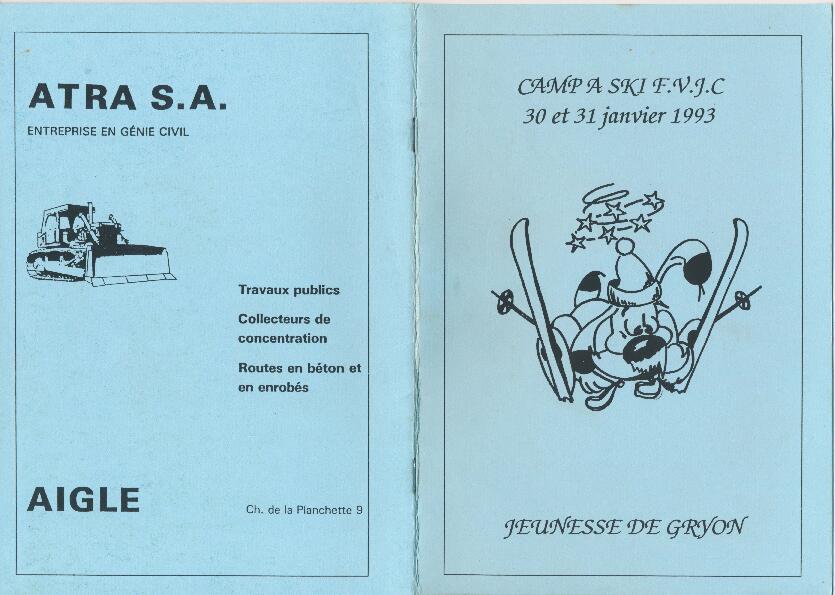 ATRA S.A.
ENTREPRISE EN GÉNIE CIVIL
Travaux publics
Collecteurs de
concentration
Routes en béton et
en enrobés
AIGLE
Ch. de la Planchette 9
CAMP A SKI F.V.J.C
30 et 31 janvier 1993
JEUNESSE DE GRYON